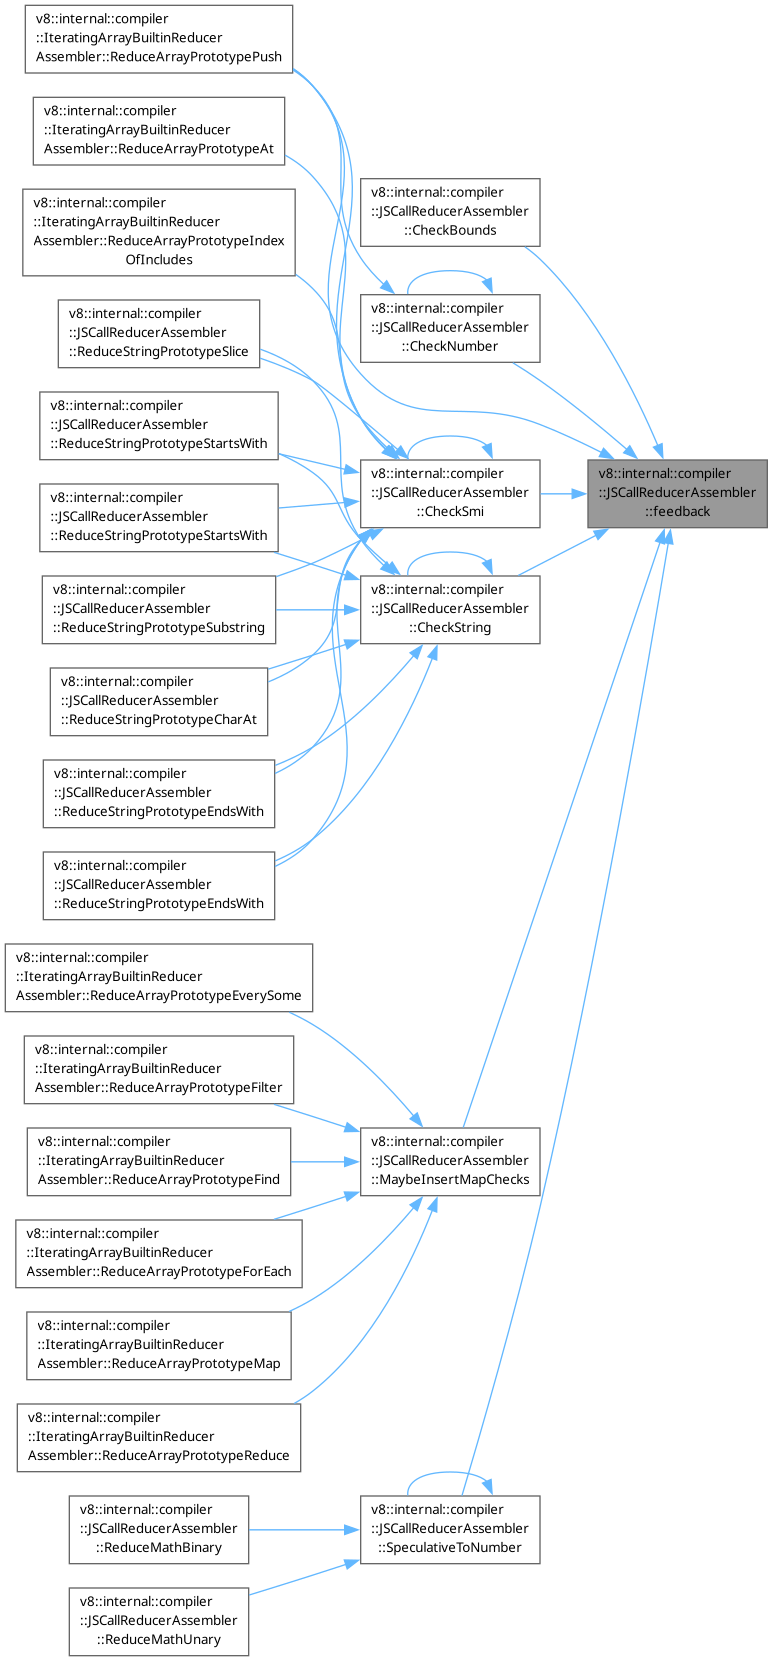 v8::internal::compiler
::IteratingArrayBuiltinReducer
Assembler::ReduceArrayPrototypePush
v8::internal::compiler
::IteratingArrayBuiltinReducer
Assembler::ReduceArrayPrototypeAt
v8::internal::compiler
::IteratingArrayBuiltinReducer
Assembler::ReduceArrayPrototypeIndex
OfIncludes
v8::internal::compiler
::JSCallReducerAssembler
::ReduceStringPrototypeSlice
v8::internal::compiler
::JSCallReducerAssembler
::ReduceStringPrototypeStartsWith
v8::internal::compiler
::JSCallReducerAssembler
::ReduceStringPrototypeStartsWith
v8::internal::compiler
::JSCallReducerAssembler
::ReduceStringPrototypeSubstring
v8::internal::compiler
::JSCallReducerAssembler
::ReduceStringPrototypeCharAt
v8::internal::compiler
::JSCallReducerAssembler
::ReduceStringPrototypeEndsWith
v8::internal::compiler
::JSCallReducerAssembler
::ReduceStringPrototypeEndsWith
v8::internal::compiler
::IteratingArrayBuiltinReducer
Assembler::ReduceArrayPrototypeEverySome
v8::internal::compiler
::IteratingArrayBuiltinReducer
Assembler::ReduceArrayPrototypeFilter
v8::internal::compiler
::IteratingArrayBuiltinReducer
Assembler::ReduceArrayPrototypeFind
v8::internal::compiler
::IteratingArrayBuiltinReducer
Assembler::ReduceArrayPrototypeForEach
v8::internal::compiler
::IteratingArrayBuiltinReducer
Assembler::ReduceArrayPrototypeMap
v8::internal::compiler
::IteratingArrayBuiltinReducer
Assembler::ReduceArrayPrototypeReduce
v8::internal::compiler
::JSCallReducerAssembler
::ReduceMathBinary
v8::internal::compiler
::JSCallReducerAssembler
::ReduceMathUnary
v8::internal::compiler
::JSCallReducerAssembler
::CheckBounds
v8::internal::compiler
::JSCallReducerAssembler
::CheckNumber
v8::internal::compiler
::JSCallReducerAssembler
::CheckSmi
v8::internal::compiler
::JSCallReducerAssembler
::CheckString
v8::internal::compiler
::JSCallReducerAssembler
::MaybeInsertMapChecks
v8::internal::compiler
::JSCallReducerAssembler
::SpeculativeToNumber
v8::internal::compiler
::JSCallReducerAssembler
::feedback